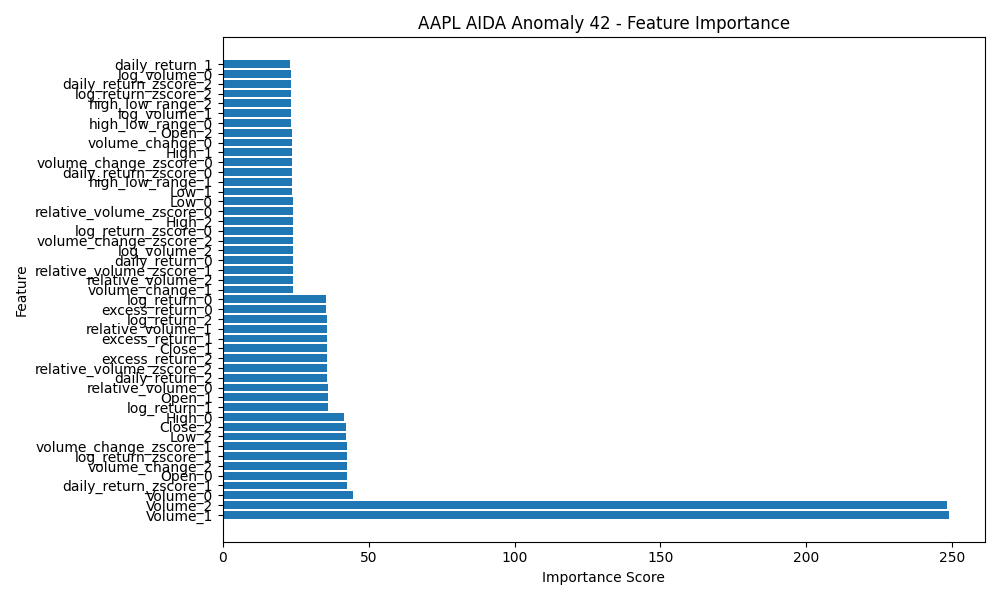 AAPL AIDA Anomaly 42 - Feature Importance
daily_return_1
log_volume_0
daily_return_zscore_2
log_return_zscore_2
high_low_range_2
log_volume_1
high_low_range_0
Open_2
volume_change_0
High_1
volume_change_zscore_0
daily_return_zscore_0
high_low_range_1
Low_1
Low_0
relative_volume_zscore_0
High_2
log_return_zscore_0
volume_change_zscore_2
log_volume_2
daily_return_0
relative_volume_zscore_1
relative_volume_2
volume_change_1
log_return_0
excess_return_0
log_return_2
relative_volume_1
excess_return_1
Close_1
excess_return_2
relative_volume_zscore_2
daily_return_2
relative_volume_0
Open_1
log_return_1
High_0
Close_2
Low_2
volume_change_zscore_1
log_return_zscore_1
volume_change_2
Open_0
daily_return_zscore_1
Volume_0
Volume_2
Volume_1
Feature
0 50 100 150 200 250
Importance Score